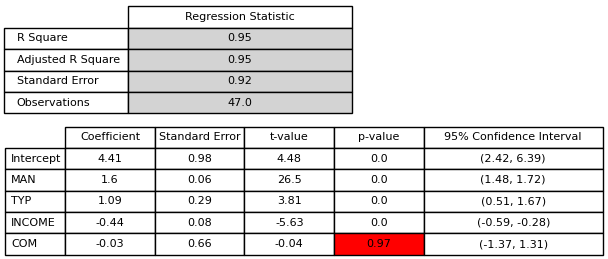 Regression Statistic
R Square 0.95
Adjusted R Square 0.95
Standard Error 0.92
Observations 47.0
Coefficient Standard Error t-value p-value 95% Confidence Interval
Intercept 4.41 0.98 4.48 0.0 (2.42, 6.39)
MAN 1.6 0.06 26.5 0.0 (1.48, 1.72)
TYP 1.09 0.29 3.81 0.0 (0.51, 1.67)
INCOME -0.44 0.08 -5.63 0.0 (-0.59, -0.28)
COM -0.03 0.66 -0.04 0.97 (-1.37, 1.31)